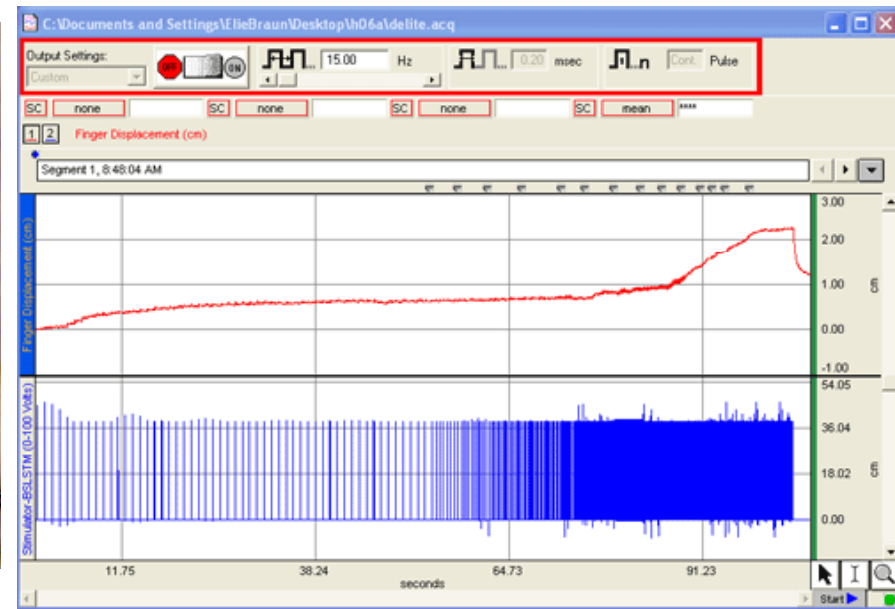 C:\Documents and Settings\ElieBraun\Desktop\h06a\delite.acq
Output Settings:
Custom
OFF
ON
15.00 Hz
0.20 msec
n Cont. Pulse
SC none SC none SC none SC mean ****
1 2 Finger Displacement (cm)
Segment 1, 8:48:04 AM
Finger Displacement (cm)
3.00
2.00
1.00
0.00
-1.00
cm
Stimulator-BSLSTM (0-100 Volts)
54.05
36.04
18.02
0.00
cm
11.75 38.24 64.73 91.23
seconds
Start